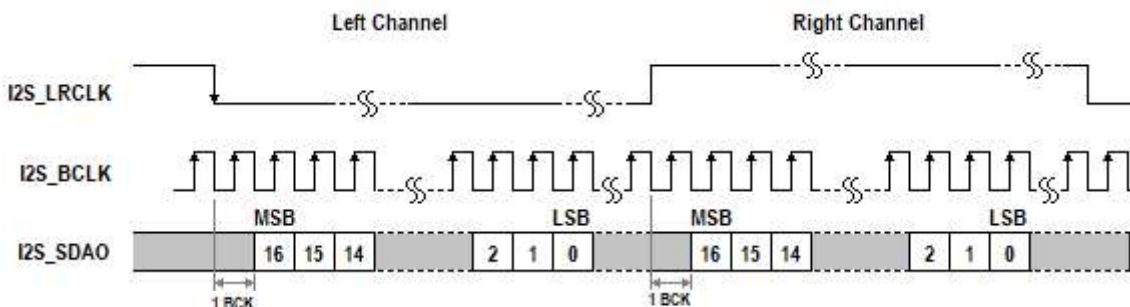 Left Channel Right Channel
I2S_LRCLK
I2S_BCLK
MSB LSB MSB LSB
I2S_SDAO 16 15 14 2 1 0 16 15 14 2 1 0
1 BCK 1 BCK